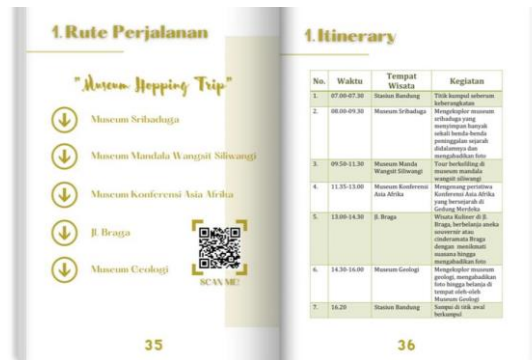 1. Rute Perjalanan
"Museum Hopping Trip"
Museum Sribaduga
Museum Mandala Wangsit Siliwangi
Museum Konferensi Asia Afrika
Jl. Braga
Museum Geologi
SCAN ME!
35
1. Itinerary
No. Waktu Tempat Wisata Kegiatan
1. 07.00-07.30 Stasiun Bandung Titik kumpul seberum keberangkatan
2. 08.00-09.30 Museum Sribaduga Mengeksplor museum
sribaduga yang
menyimpan banyak
sekali benda-benda
peninggalan sejarah
didalamnya dan
mengabadikan foto
3. 09.50-11.30 Museum Manda Wangsit Siliwangi Tour berkeliling di
museum mandala
wangsit siliwangi
4. 11.35-13.00 Museum Konferensi Asia Afrika Mengenang peristiwa
Konferensi Asia Afrika
yang bersejarah di
Gedung Merdeka
5. 13.00-14.30 Jl. Braga Wisata Kuliner di Jl.
Braga, berbelanja aneka
souvernir atau
cinderamata Braga
dengan menikmati
suasana hingga
mengabadikan foto
6. 14.30-16.00 Museum Geologi Mengeksplor museum
geologi, mengabadikan
foto hingga belanja di
tempat oleh-oleh
Museum Geologi
7. 16.20 Stasiun Bandung Sampai di titik awal
berkumpul
36